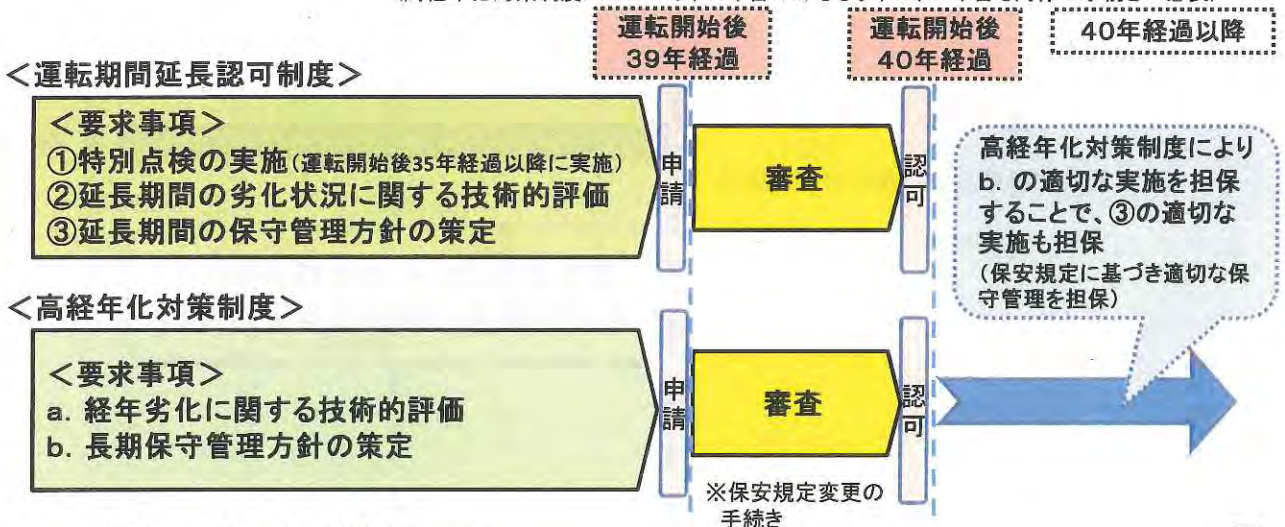 運転開始後
39年経過
運転開始後
40年経過
40年経過以降
＜運転期間延長認可制度＞
＜要求事項＞
①特別点検の実施(運転開始後35年経過以降に実施)
②延長期間の劣化状況に関する技術的評価
③延長期間の保守管理方針の策定
申請
審査
認可
高経年化対策制度により
b. の適切な実施を担保
することで、③の適切な
実施も担保
(保安規定に基づき適切な保
守管理を担保)
＜高経年化対策制度＞
＜要求事項＞
a. 経年劣化に関する技術的評価
b. 長期保守管理方針の策定
申請
審査
認可
※保安規定変更の
手続き